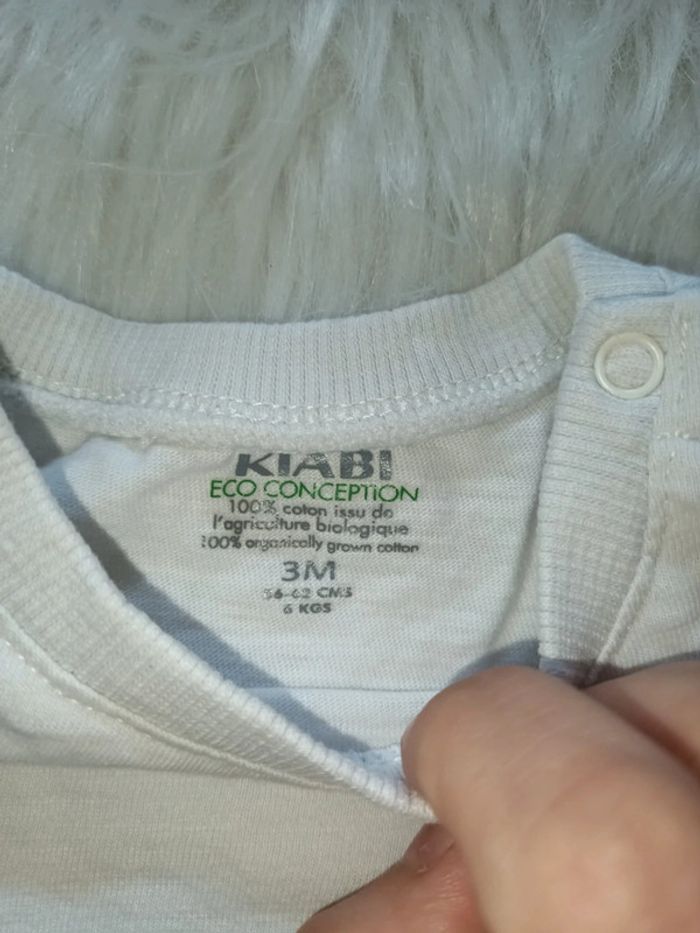 KIABI
ECO CONCEPTION
100% coton issu de
l'agriculture biologique
100% organically grown cotton
3M
56-62 CMS
6 KGS